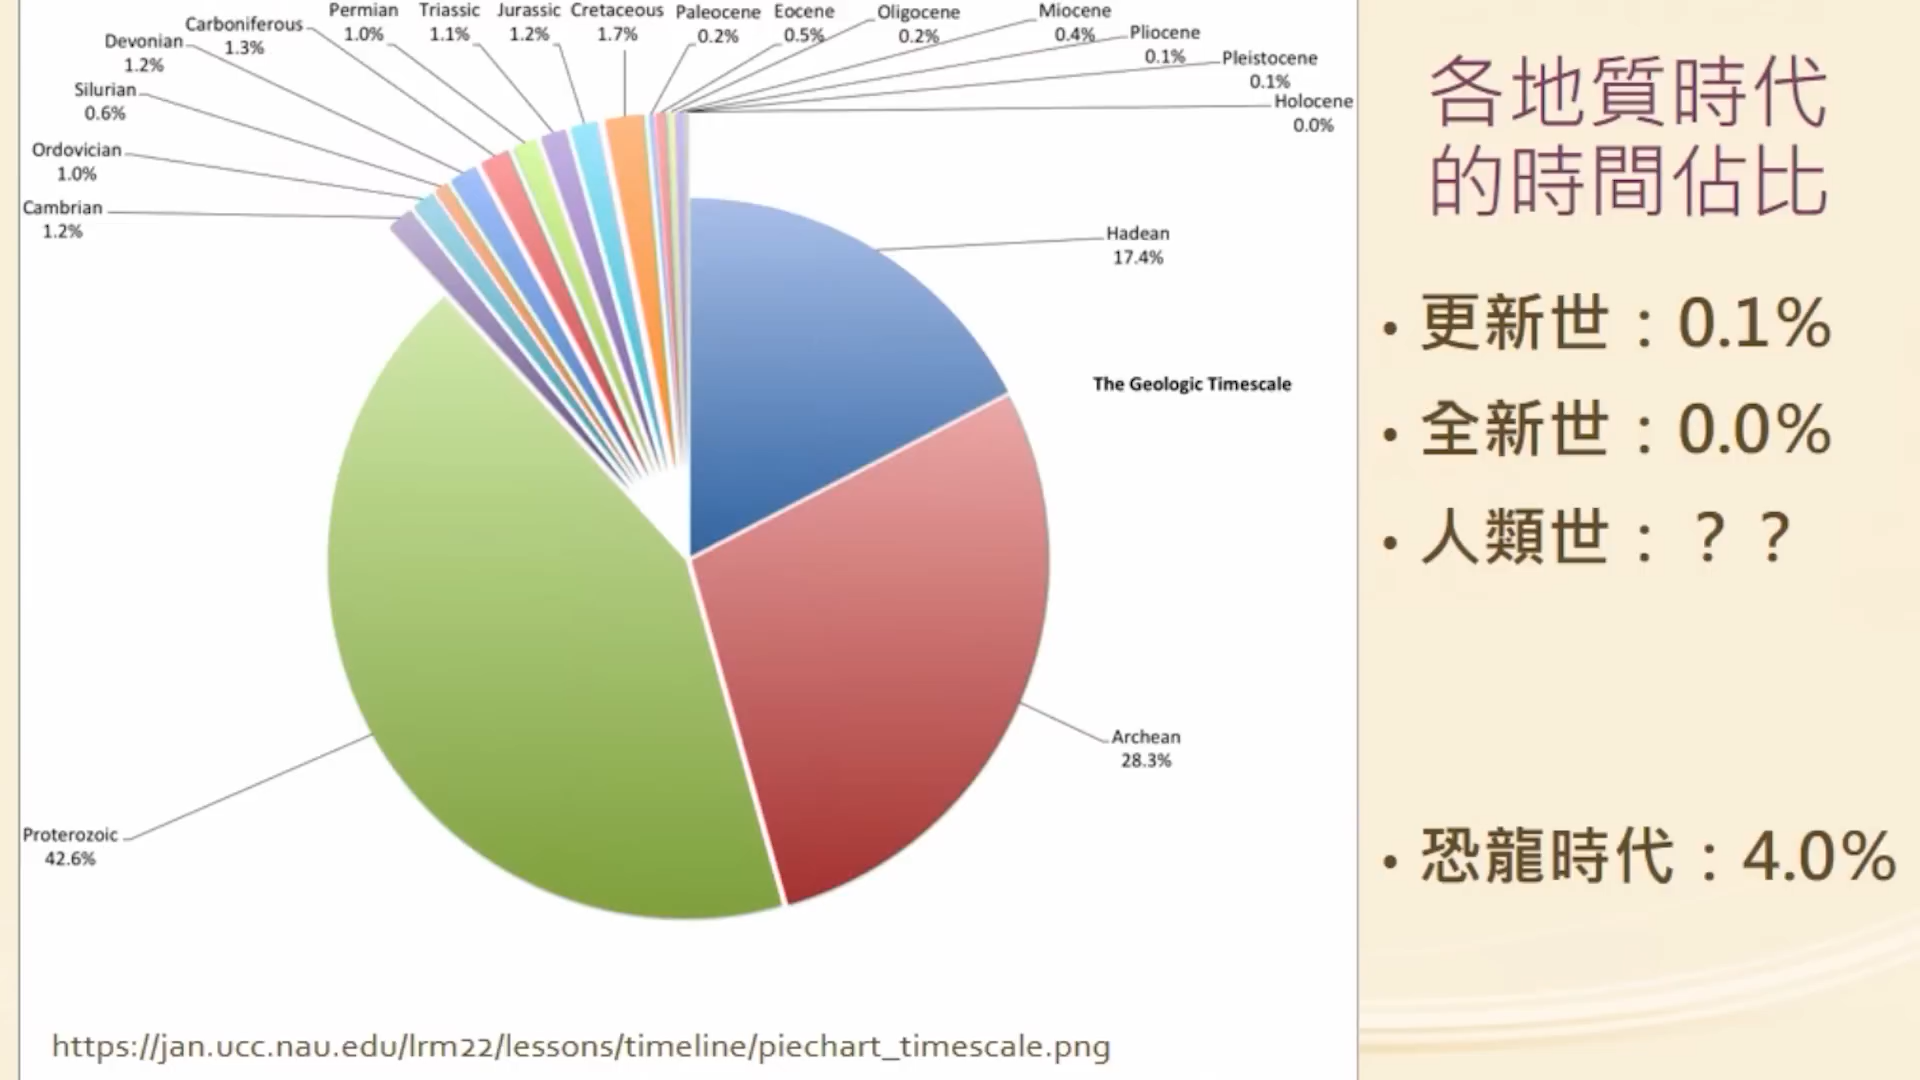 Permian
1.0%
Triassic
1.1%
Jurassic
1.2%
Cretaceous
1.7%
Paleocene
0.2%
Eocene
0.5%
Oligocene
0.2%
Miocene
0.4%
Pliocene
0.1%
Pleistocene
0.1%
Holocene
0.0%
Carboniferous
1.3%
Devonian
1.2%
Silurian
0.6%
Ordovician
1.0%
Cambrian
1.2%
Hadean
17.4%
The Geologic Timescale
Archean
28.3%
Proterozoic
42.6%
https://jan.ucc.nau.edu/lrm22/lessons/timeline/piechart_timescale.png
各地質時代
的時間佔比
• 更新世：0.1%
• 全新世：0.0%
• 人類世：？？
• 恐龍時代：4.0%